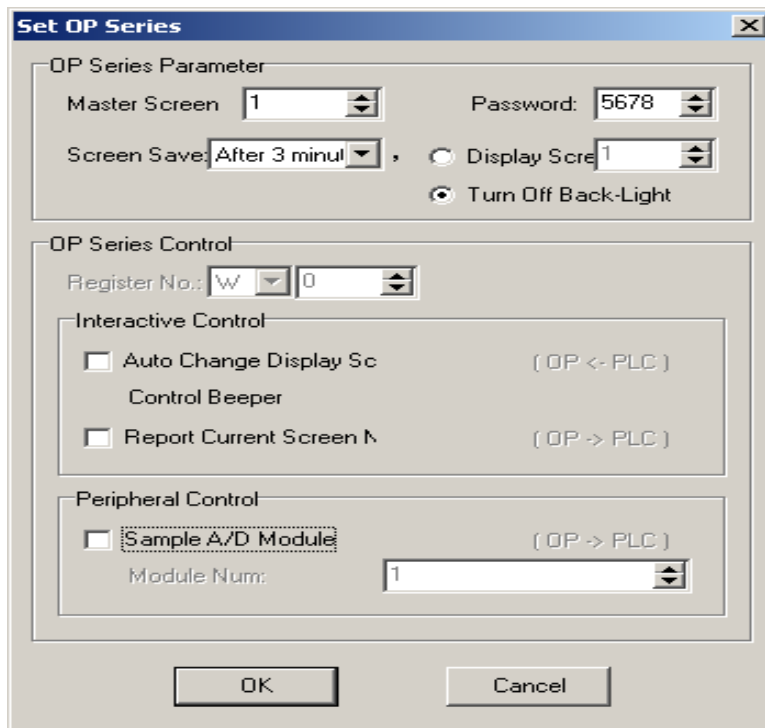 Set OP Series
OP Series Parameter
Master Screen 1 Password: 5678
Screen Save: After 3 minut , Display Scre 1
Turn Off Back-Light
OP Series Control
Register No.: W 0
Interactive Control
Auto Change Display Sc ( OP <- PLC )
Control Beeper
Report Current Screen N ( OP -> PLC )
Peripheral Control
Sample A/D Module ( OP -> PLC )
Module Num: 1
OK Cancel